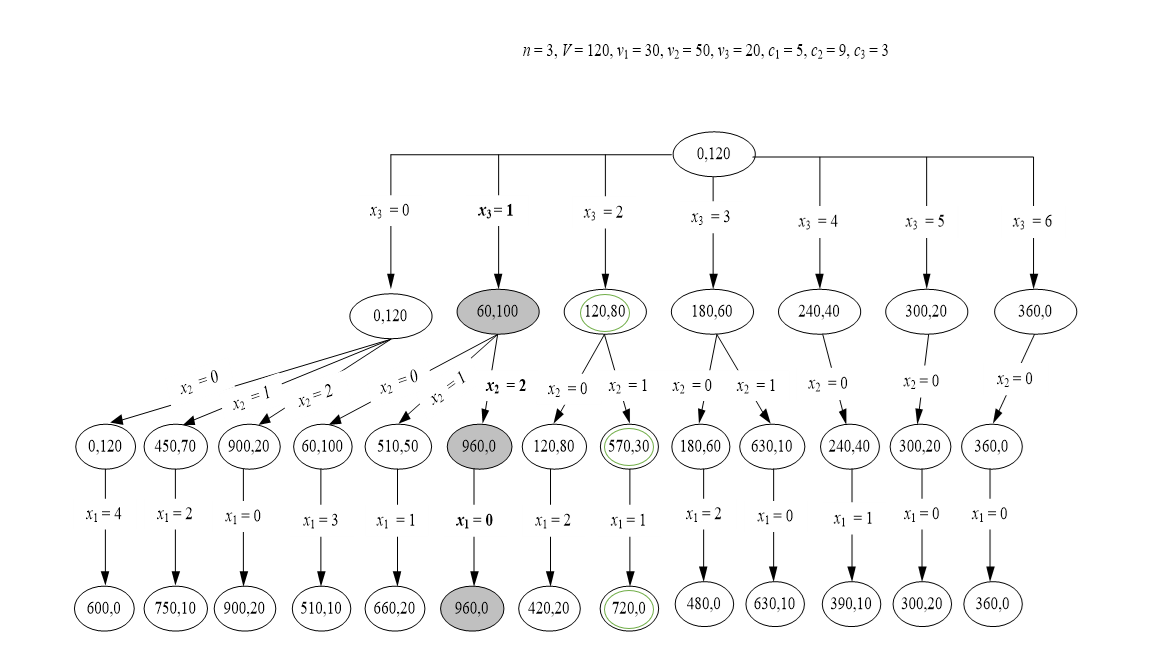 n = 3, V = 120, v₁ = 30, v₂ = 50, v₃ = 20, c₁ = 5, c₂ = 9, c₃ = 3
0,120
x₃ = 0 x₃ = 1 x₃ = 2 x₃ = 3 x₃ = 4 x₃ = 5 x₃ = 6
0,120 60,100 120,80 180,60 240,40 300,20 360,0
x₂ = 0 x₂ = 1 x₂ = 2 x₂ = 0 x₂ = 1 x₂ = 2 x₂ = 0 x₂ = 1 x₂ = 0 x₂ = 1 x₂ = 0 x₂ = 0 x₂ = 0
0,120 450,70 900,20 60,100 510,50 960,0 120,80 570,30 180,60 630,10 240,40 300,20 360,0
x₁ = 4 x₁ = 2 x₁ = 0 x₁ = 3 x₁ = 1 x₁ = 0 x₁ = 2 x₁ = 1 x₁ = 2 x₁ = 0 x₁ = 1 x₁ = 0 x₁ = 0
600,0 750,10 900,20 510,10 660,20 960,0 420,20 720,0 480,0 630,10 390,10 300,20 360,0